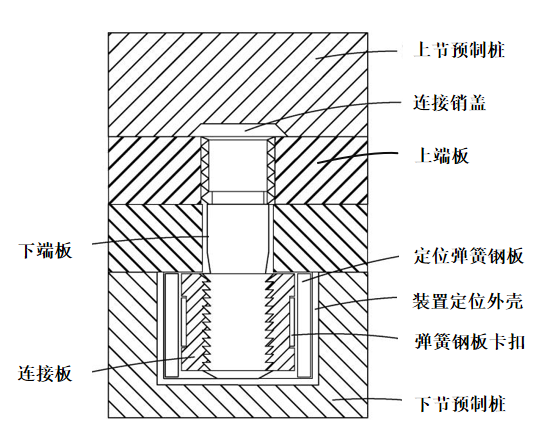 上节预制桩
连接销盖
上端板
下端板
定位弹簧钢板
装置定位外壳
弹簧钢板卡扣
连接板
下节预制桩